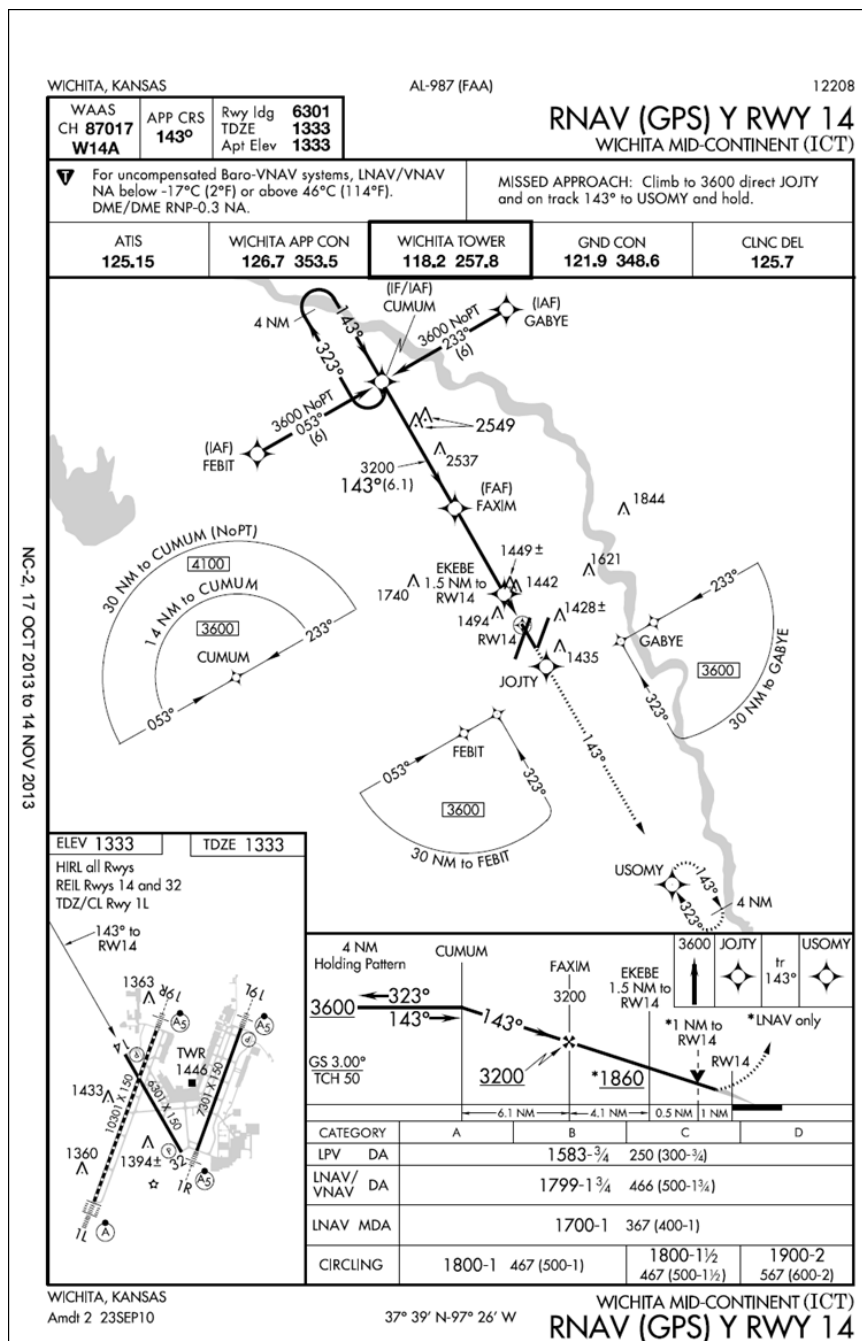 WICHITA, KANSAS
AL-987 (FAA)
12208
WAAS
CH 87017
W14A
APP CRS
143°
Rwy ldg 6301
TDZE 1333
Apt Elev 1333
RNAV (GPS) Y RWY 14
WICHITA MID-CONTINENT (ICT)
T
For uncompensated Baro-VNAV systems, LNAV/VNAV
NA below -17°C (2°F) or above 46°C (114°F).
DME/DME RNP-0.3 NA.
MISSED APPROACH: Climb to 3600 direct JOJTY
and on track 143° to USOMY and hold.
ATIS
125.15
WICHITA APP CON
126.7 353.5
WICHITA TOWER
118.2 257.8
GND CON
121.9 348.6
CLNC DEL
125.7
(IF/IAF)
CUMUM
(IAF)
GABYE
4 NM
143°
323°
3600 NoPT
233°
(6)
3600 NoPT
053°
(6)
(IAF)
FEBIT
2549
2537
3200
143° (6.1)
(FAF)
FAXIM
1844
1621
1449 ±
EKEBE
1.5 NM to
RW14
1442
1740
1494
1428 ±
RW14
1435
JOJTY
30 NM to CUMUM (NoPT)
4100
14 NM to CUMUM
3600
CUMUM
233°
053°
233°
GABYE
3600
323°
30 NM to GABYE
143°
053°
FEBIT
323°
3600
30 NM to FEBIT
USOMY
143°
323°
4 NM
NC-2, 17 OCT 2013 to 14 NOV 2013
ELEV 1333
TDZE 1333
HIRL all Rwys
REIL Rwys 14 and 32
TDZ/CL Rwy 1L
143° to
RW14
1363
19R
19L
A5
A5
14
TWR
1446
1433
10301 X 150
6301 X 150
7301 X 150
1360
1394 ±
32
1R
A5
1L
A
4 NM
Holding Pattern
CUMUM
FAXIM
3200
EKEBE
1.5 NM to
RW14
3600
JOJTY
tr
143°
USOMY
3600
323°
143°
143°
*1 NM to
RW14
*LNAV only
RW14
GS 3.00°
TCH 50
3200
*1860
6.1 NM
4.1 NM
0.5 NM
1 NM
CATEGORY A B C D
LPV DA 1583-¾ 250 (300-¾)
LNAV/
VNAV DA 1799-1¾ 466 (500-1¾)
LNAV MDA 1700-1 367 (400-1)
CIRCLING 1800-1 467 (500-1)
1800-1½
467 (500-1½)
1900-2
567 (600-2)
WICHITA, KANSAS
Amdt 2 23SEP10
37° 39' N-97° 26' W
WICHITA MID-CONTINENT (ICT)
RNAV (GPS) Y RWY 14